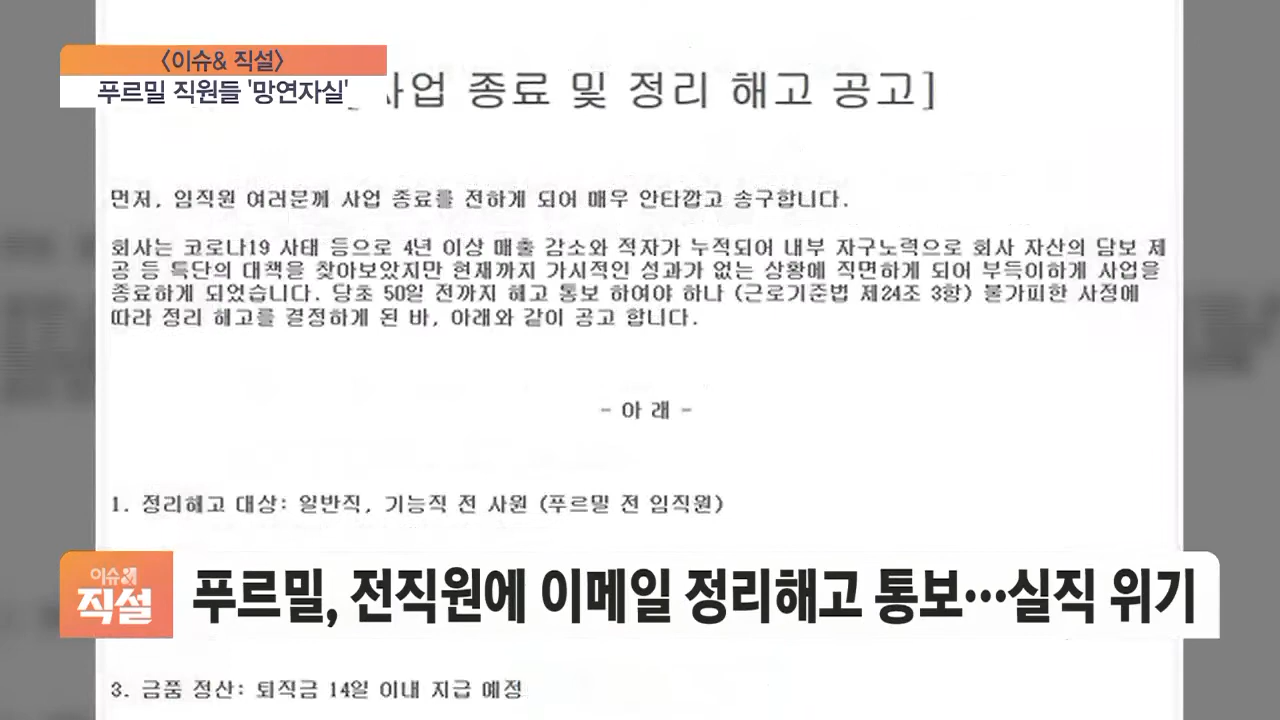 <이슈& 직설>
푸르밀 직원들 '망연자실'
사업 종료 및 정리 해고 공고]
먼저, 임직원 여러분께 사업 종료를 전하게 되어 매우 안타깝고 송구합니다.
회사는 코로나19 사태 등으로 4년 이상 매출 감소와 적자가 누적되어 내부 자구노력으로 회사 자산의 담보 제
공 등 특단의 대책을 찾아보았지만 현재까지 가시적인 성과가 없는 상황에 직면하게 되어 부득이하게 사업을
종료하게 되었습니다. 당초 50일 전까지 해고 통보 하여야 하나 (근로기준법 제24조 3항) 불가피한 사정에
따라 정리 해고를 결정하게 된 바, 아래와 같이 공고 합니다.
- 아 래 -
1. 정리해고 대상: 일반직, 기능직 전 사원 (푸르밀 전 임직원)
이슈&
직설
푸르밀, 전직원에 이메일 정리해고 통보…실직 위기
3. 금품 정산: 퇴직금 14일 이내 지급 예정